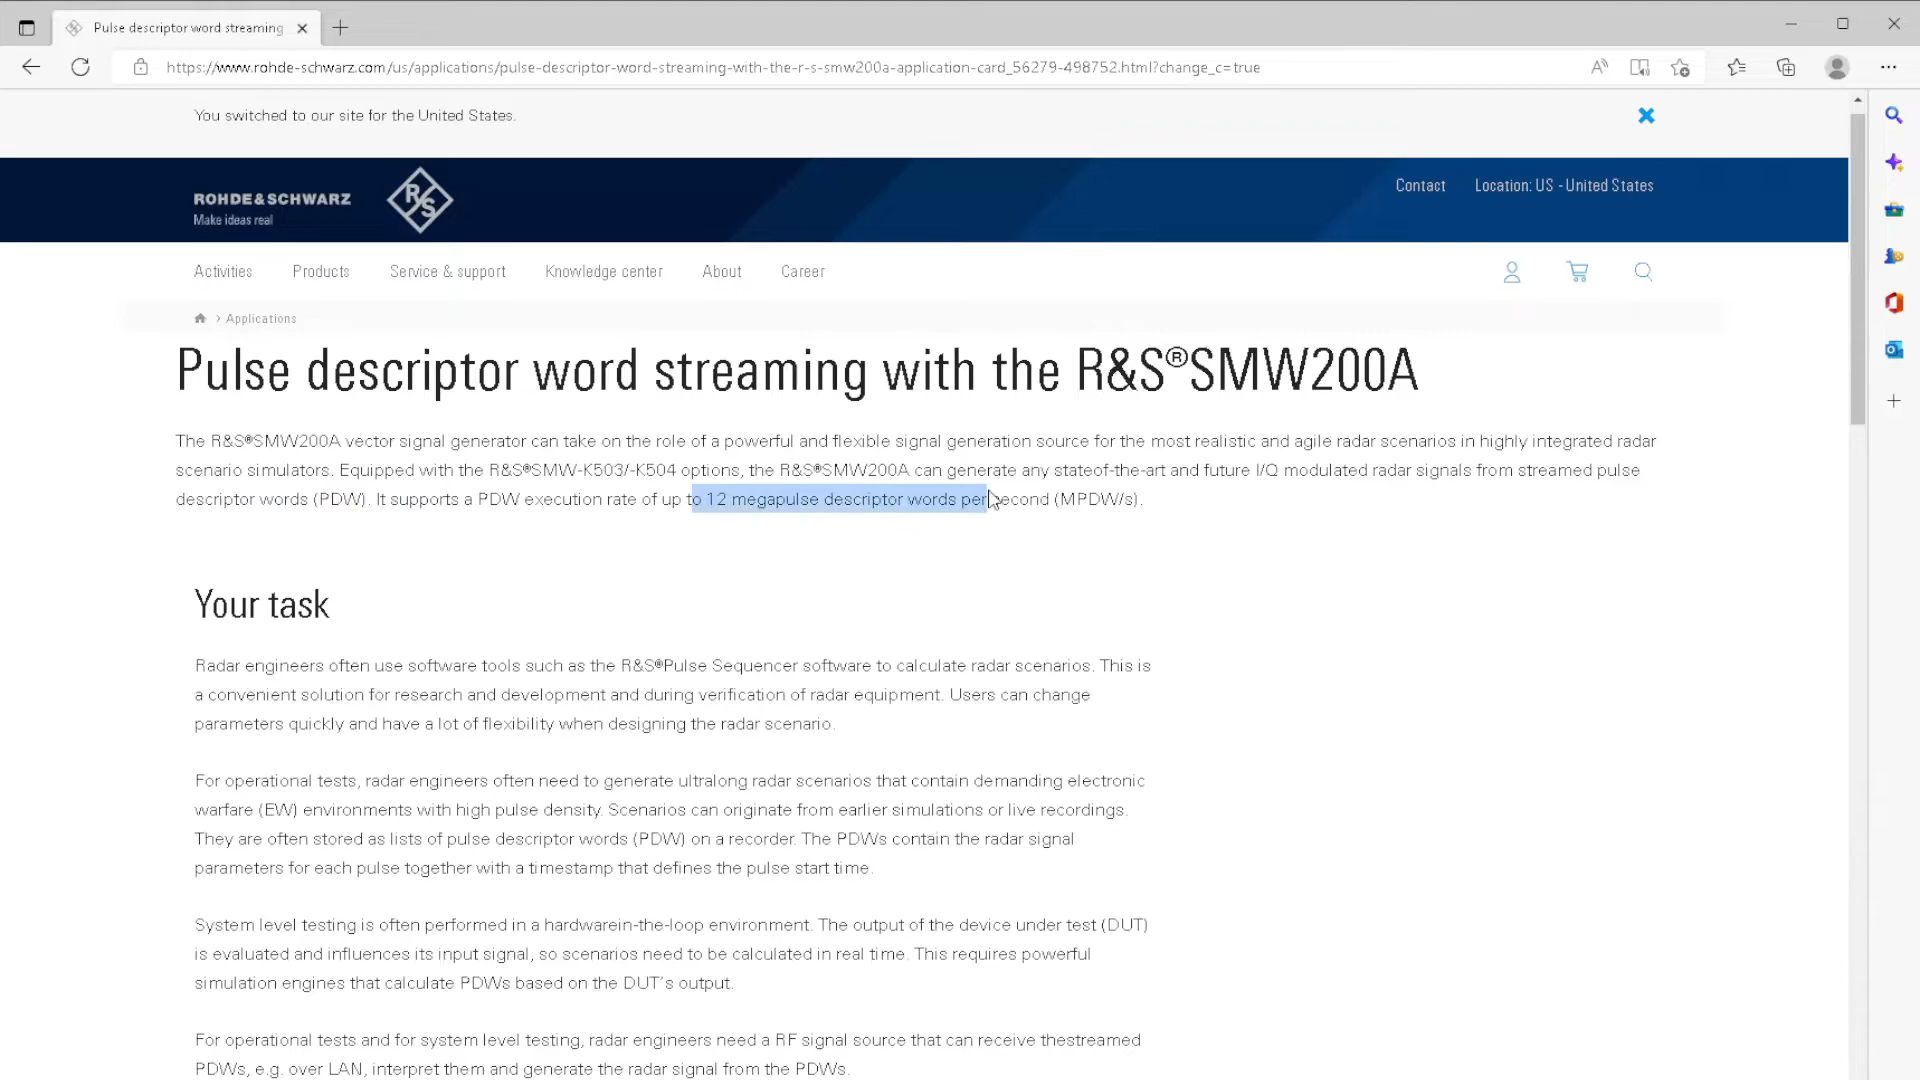 Pulse descriptor word streaming
https://www.rohde-schwarz.com/us/applications/pulse-descriptor-word-streaming-with-the-r-s-smw200a-application-card_56279-498752.html?change_c=true
You switched to our site for the United States.
ROHDE&SCHWARZ
Make ideas real
R&S
Contact
Location: US - United States
Activities
Products
Service & support
Knowledge center
About
Career
> Applications
Pulse descriptor word streaming with the R&S®SMW200A
The R&S®SMW200A vector signal generator can take on the role of a powerful and flexible signal generation source for the most realistic and agile radar scenarios in highly integrated radar
scenario simulators. Equipped with the R&S®SMW-K503/-K504 options, the R&S®SMW200A can generate any stateof-the-art and future I/Q modulated radar signals from streamed pulse
descriptor words (PDW). It supports a PDW execution rate of up to 12 megapulse descriptor words per second (MPDW/s).
Your task
Radar engineers often use software tools such as the R&S®Pulse Sequencer software to calculate radar scenarios. This is
a convenient solution for research and development and during verification of radar equipment. Users can change
parameters quickly and have a lot of flexibility when designing the radar scenario.
For operational tests, radar engineers often need to generate ultralong radar scenarios that contain demanding electronic
warfare (EW) environments with high pulse density. Scenarios can originate from earlier simulations or live recordings.
They are often stored as lists of pulse descriptor words (PDW) on a recorder. The PDWs contain the radar signal
parameters for each pulse together with a timestamp that defines the pulse start time.
System level testing is often performed in a hardwarein-the-loop environment. The output of the device under test (DUT)
is evaluated and influences its input signal, so scenarios need to be calculated in real time. This requires powerful
simulation engines that calculate PDWs based on the DUT's output.
For operational tests and for system level testing, radar engineers need a RF signal source that can receive thestreamed
PDWs, e.g. over LAN, interpret them and generate the radar signal from the PDWs.